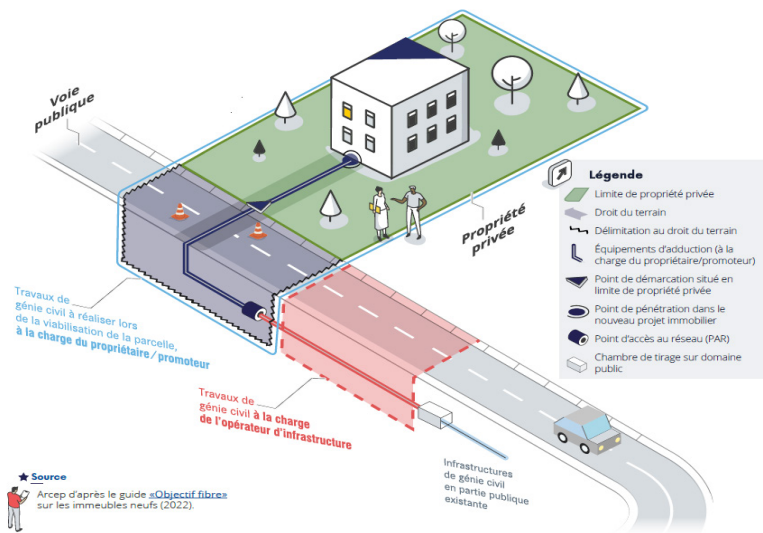 Voie
publique
Propriété
privée
Légende
Limite de propriété privée
Droit du terrain
Délimitation au droit du terrain
Équipements d'adduction (à la
charge du propriétaire/promoteur)
Point de démarcation situé en
limite de propriété privée
Point de pénétration dans le
nouveau projet immobilier
Point d'accès au réseau (PAR)
Chambre de tirage sur domaine
public
Travaux de
génie civil à réaliser lors
de la viabilisation de la parcelle,
à la charge du propriétaire/promoteur
Travaux de
génie civil à la charge
de l'opérateur d'infrastructure
Infrastructures
de génie civil
en partie publique
existante
Source
Arcep d'après le guide «Objectif fibre»
sur les immeubles neufs (2022).